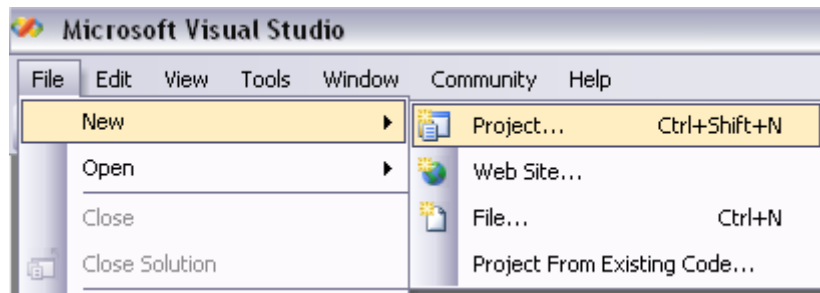 Microsoft Visual Studio
File Edit View Tools Window Community Help
New
Open
Close
Close Solution
Project... Ctrl+Shift+N
Web Site...
File... Ctrl+N
Project From Existing Code...